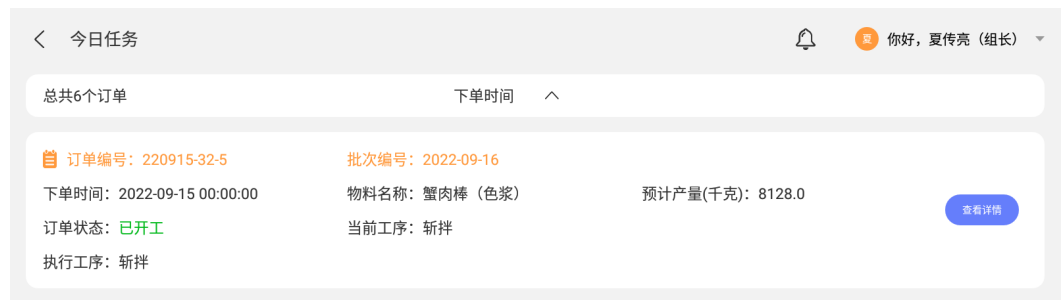 今日任务 夏 你好，夏传亮（组长）
总共6个订单 下单时间
订单编号：220915-32-5 批次编号：2022-09-16
下单时间：2022-09-15 00:00:00 物料名称：蟹肉棒（色浆） 预计产量(千克)：8128.0
查看详情
订单状态：已开工 当前工序：斩拌
执行工序：斩拌